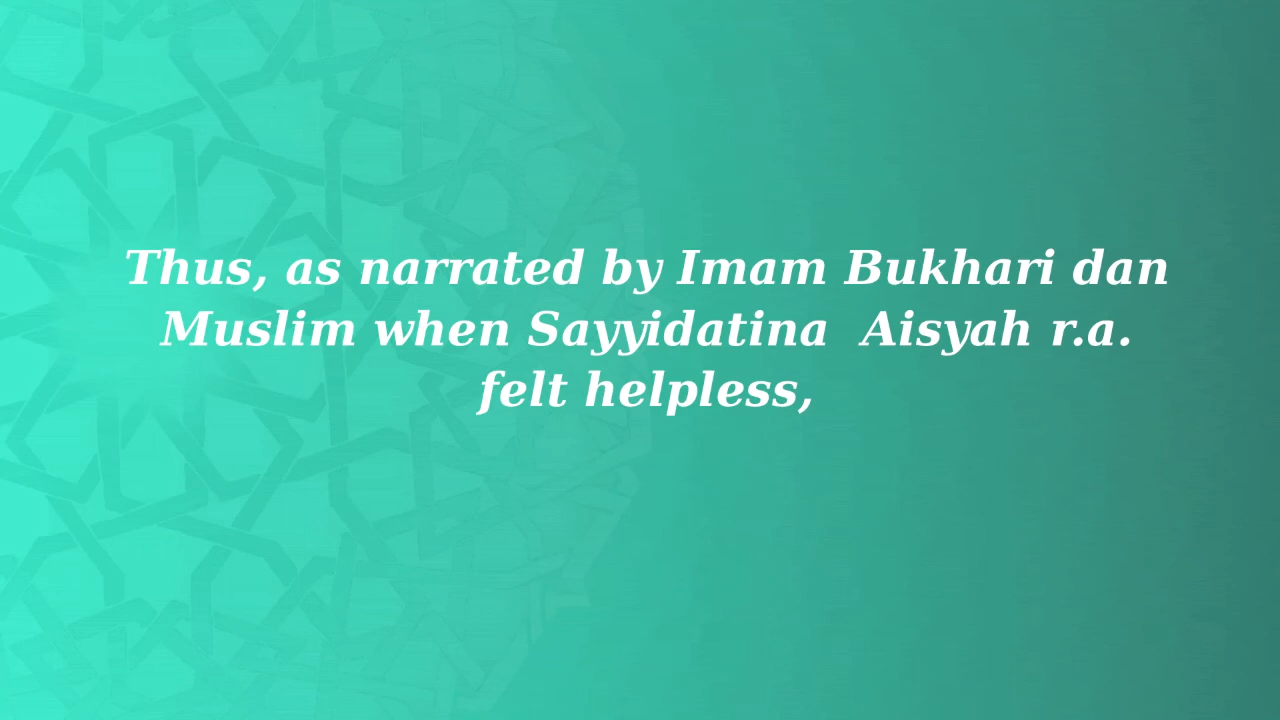 Thus, as narrated by Imam Bukhari dan
Muslim when Sayyidatina  Aisyah r.a.
felt helpless,